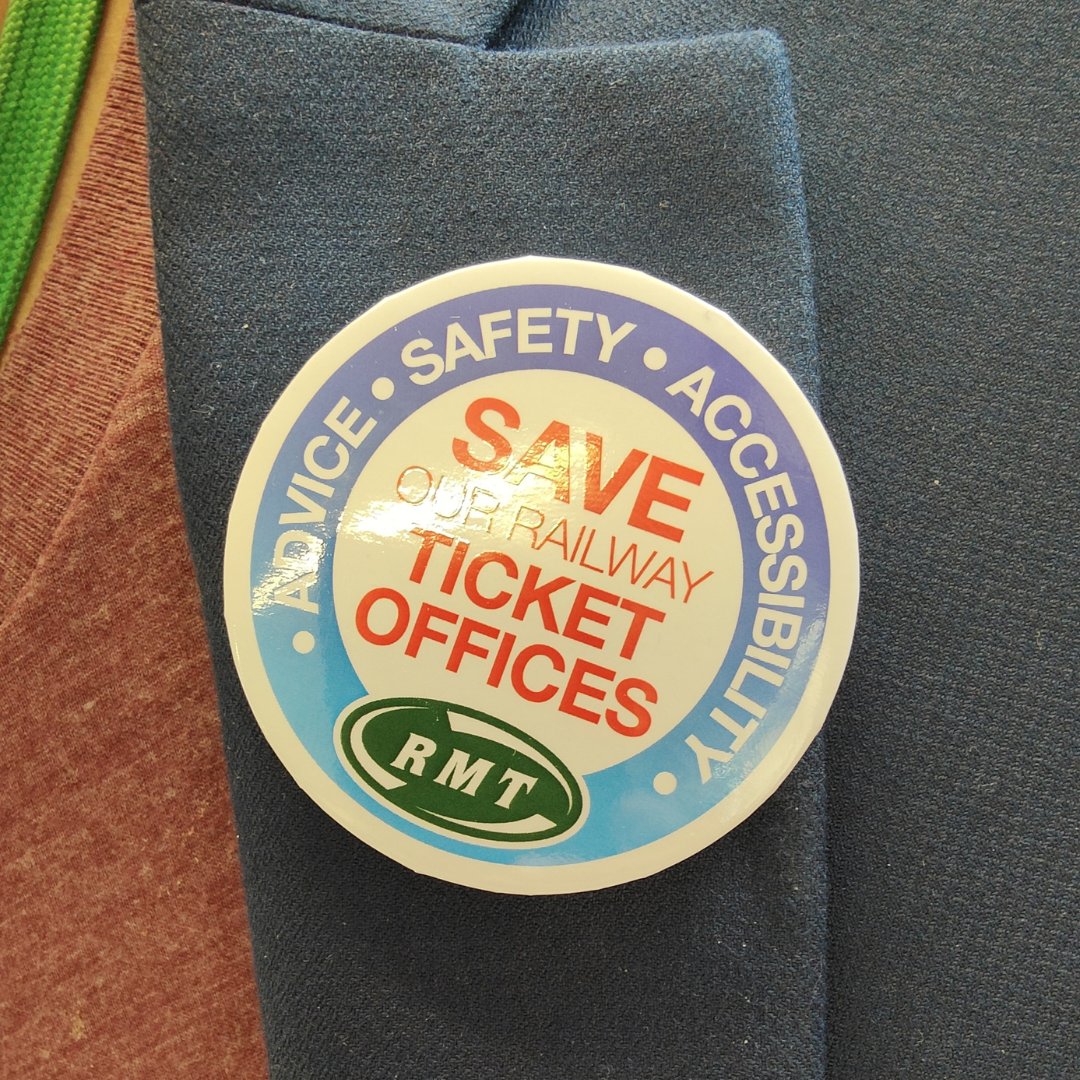 • ADVICE • SAFETY • ACCESSIBILITY •
SAVE
OUR RAILWAY
TICKET
OFFICES
RMT